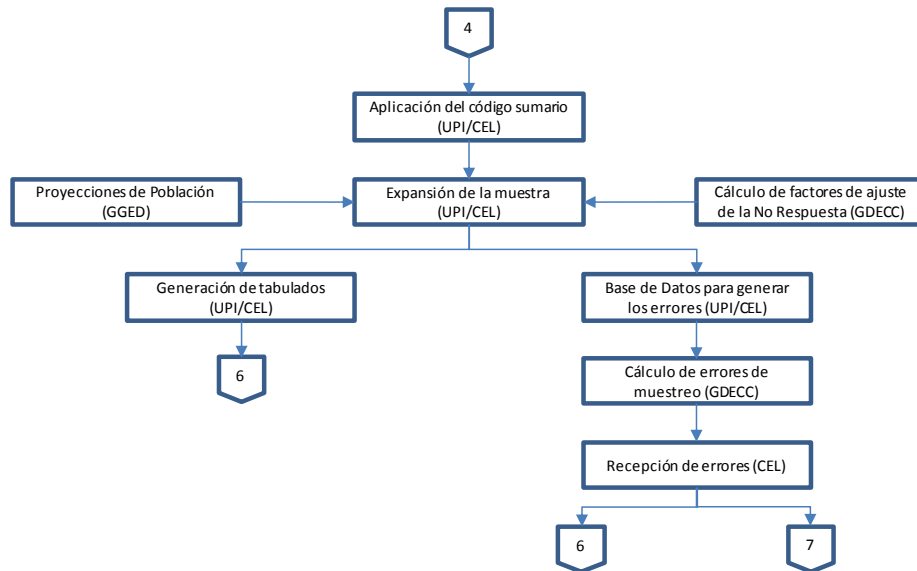 4
Aplicación del código sumario
(UPI/CEL)
Proyecciones de Población
(GGED)
Expansión de la muestra
(UPI/CEL)
Cálculo de factores de ajuste
de la No Respuesta (GDECC)
Generación de tabulados
(UPI/CEL)
Base de Datos para generar
los errores (UPI/CEL)
6
Cálculo de errores de
muestreo (GDECC)
Recepción de errores (CEL)
6
7